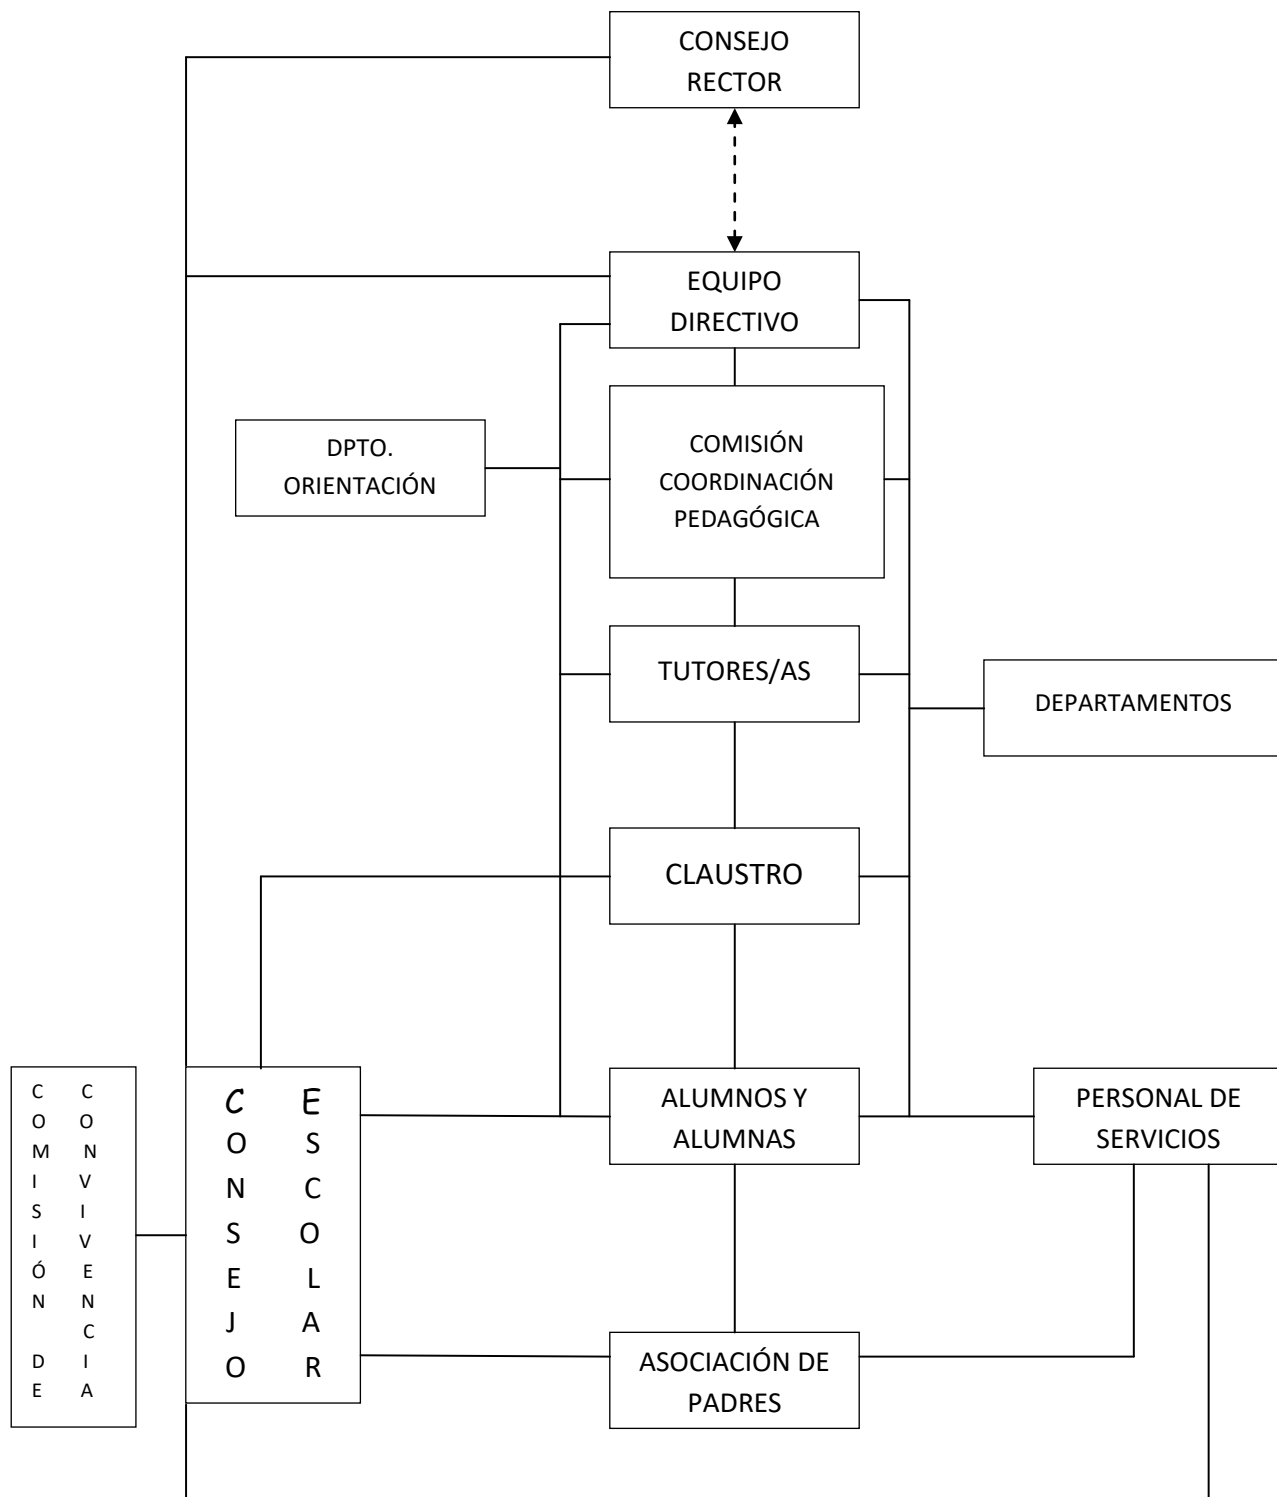 CONSEJO
RECTOR
EQUIPO
DIRECTIVO
DPTO.
ORIENTACIÓN
COMISIÓN
COORDINACIÓN
PEDAGÓGICA
TUTORES/AS
DEPARTAMENTOS
CLAUSTRO
COMISIÓN DE
CONVIVENCIA
CONSEJO
ESCOLAR
ALUMNOS Y
ALUMNAS
PERSONAL DE
SERVICIOS
ASOCIACIÓN DE
PADRES